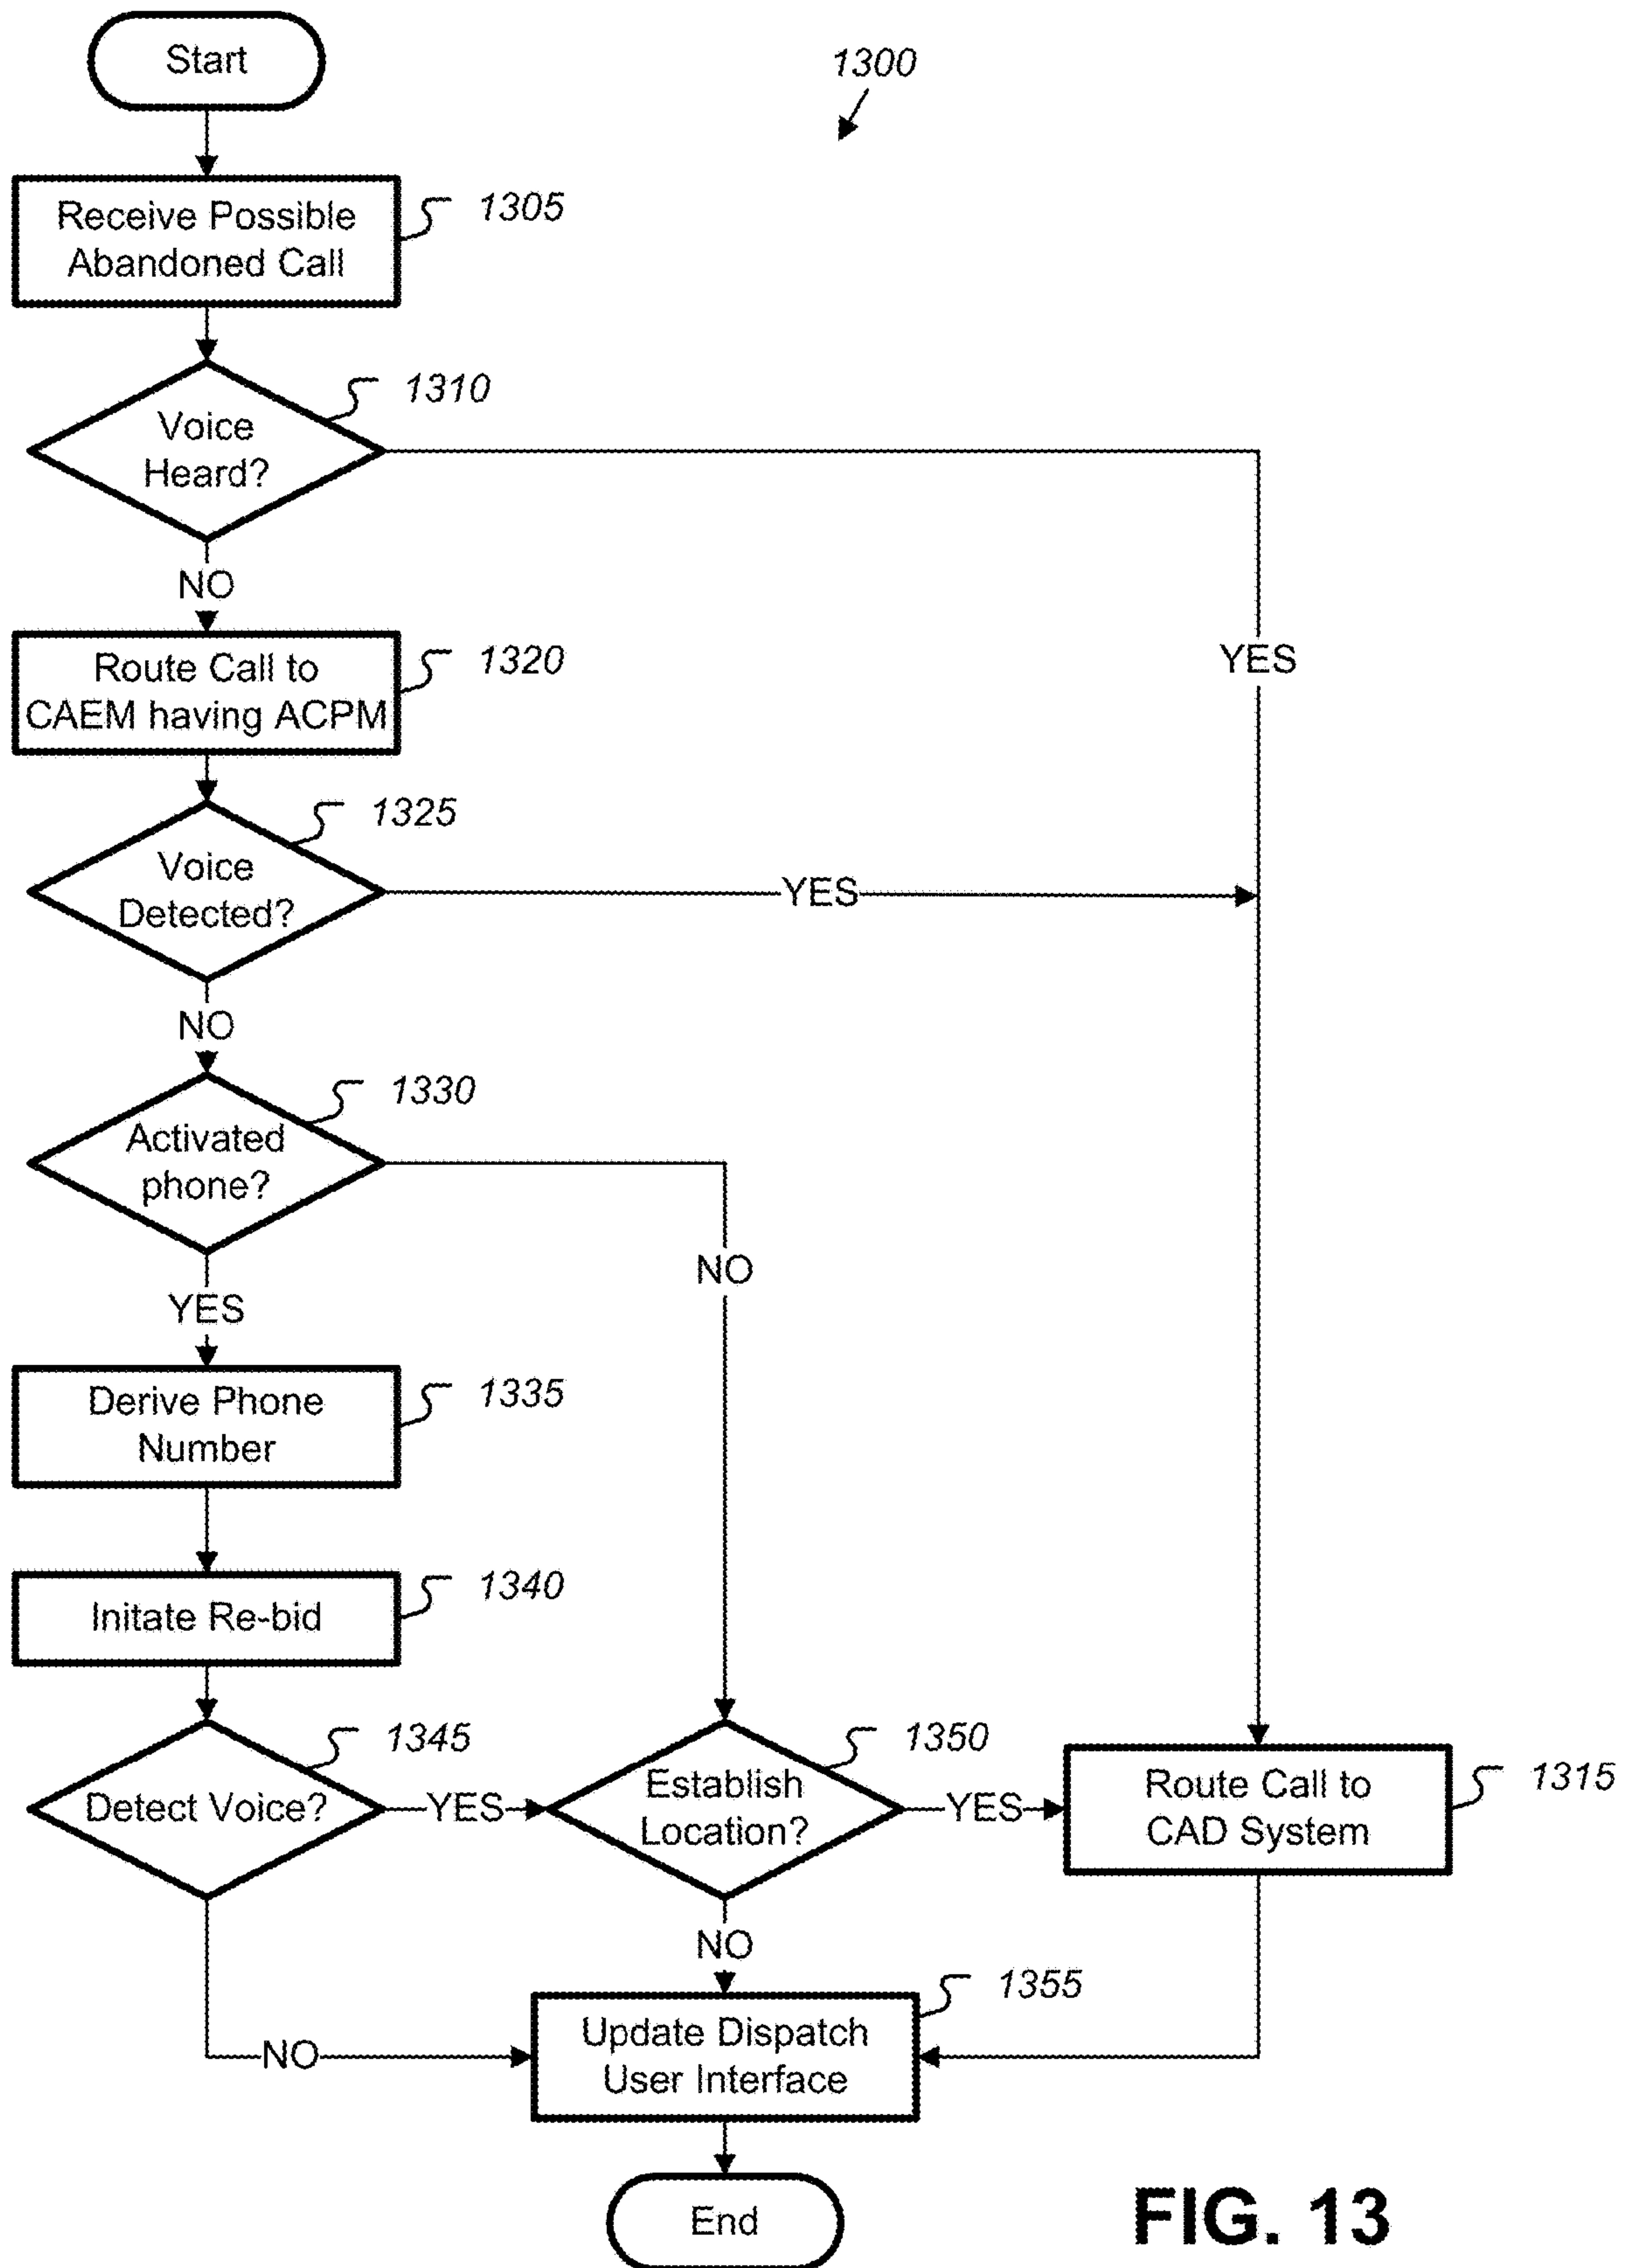 Start
1300
Receive Possible
Abandoned Call
1305
Voice
Heard?
1310
NO
YES
Route Call to
CAEM having ACPM
1320
Voice
Detected?
1325
YES
NO
Activated
phone?
1330
NO
YES
Derive Phone
Number
1335
Initate Re-bid
1340
Detect Voice?
1345
YES
Establish
Location?
1350
YES
Route Call to
CAD System
1315
NO
NO
Update Dispatch
User Interface
1355
End
FIG. 13